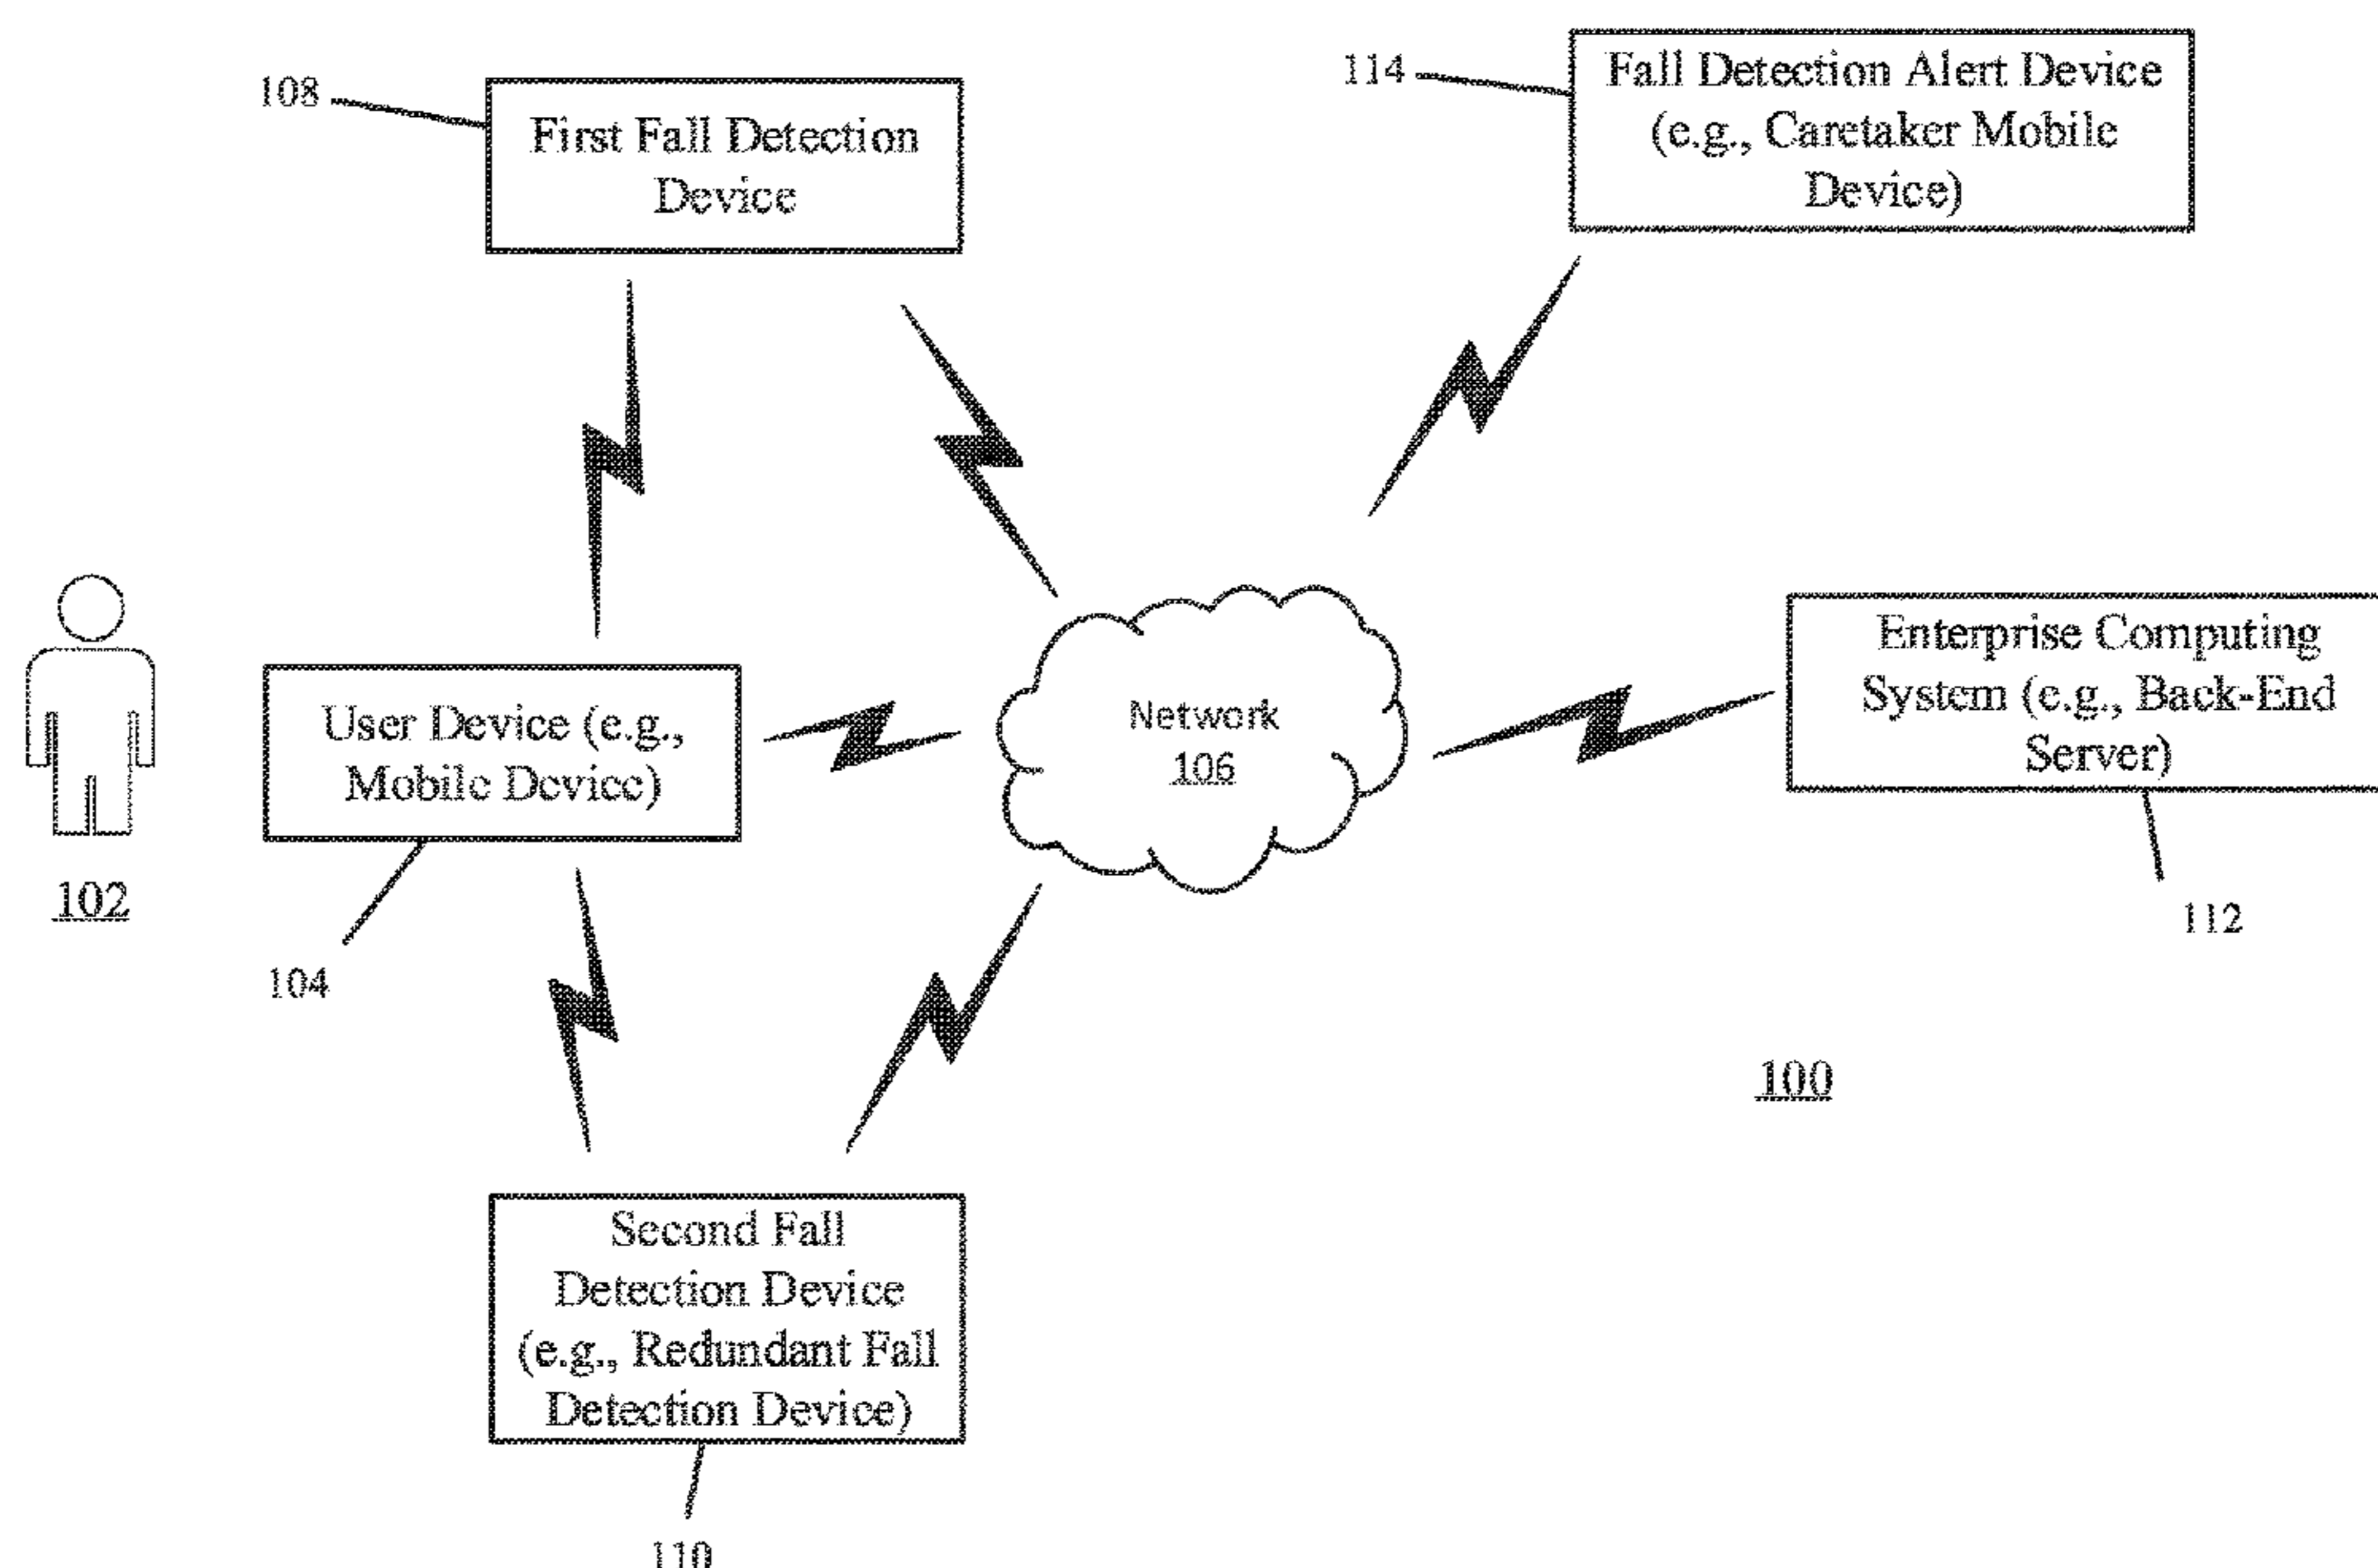 108
First Fall Detection
Device
114
Fall Detection Alert Device
(e.g., Caretaker Mobile
Device)
User Device (e.g.,
Mobile Device)
Network
106
Enterprise Computing
System (e.g., Back-End
Server)
102
104
112
100
Second Fall
Detection Device
(e.g., Redundant Fall
Detection Device)
110